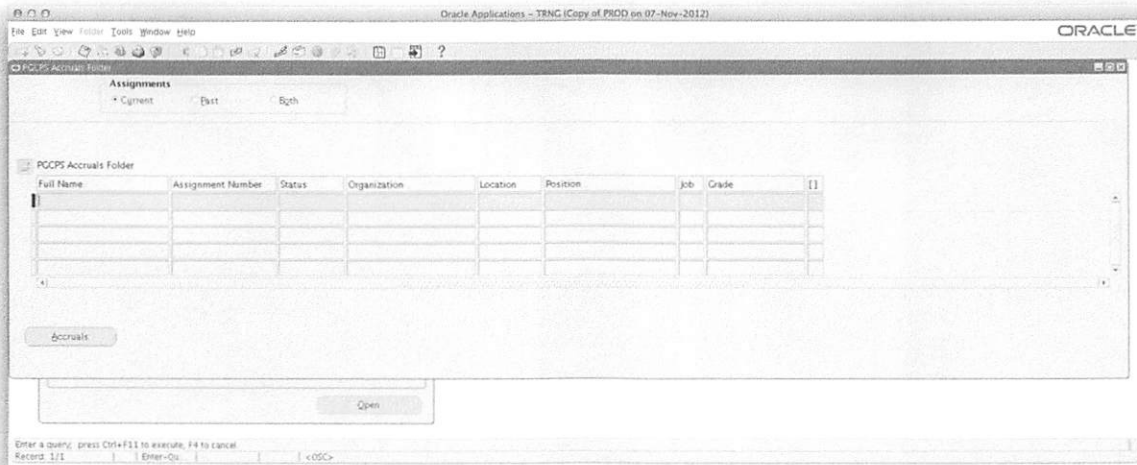 Oracle Applications – TRNG (Copy of PROD on 07-Nov-2012)
File Edit View Folder Tools Window Help
ORACLE
PGCPS Accruals Folder
Assignments
Current Past Both
PGCPS Accruals Folder
Full Name Assignment Number Status Organization Location Position Job Grade [ ]
Accruals
Open
Enter a query; press Ctrl+F11 to execute, F4 to cancel.
Record: 1/1 Enter-Qu... <OSC>